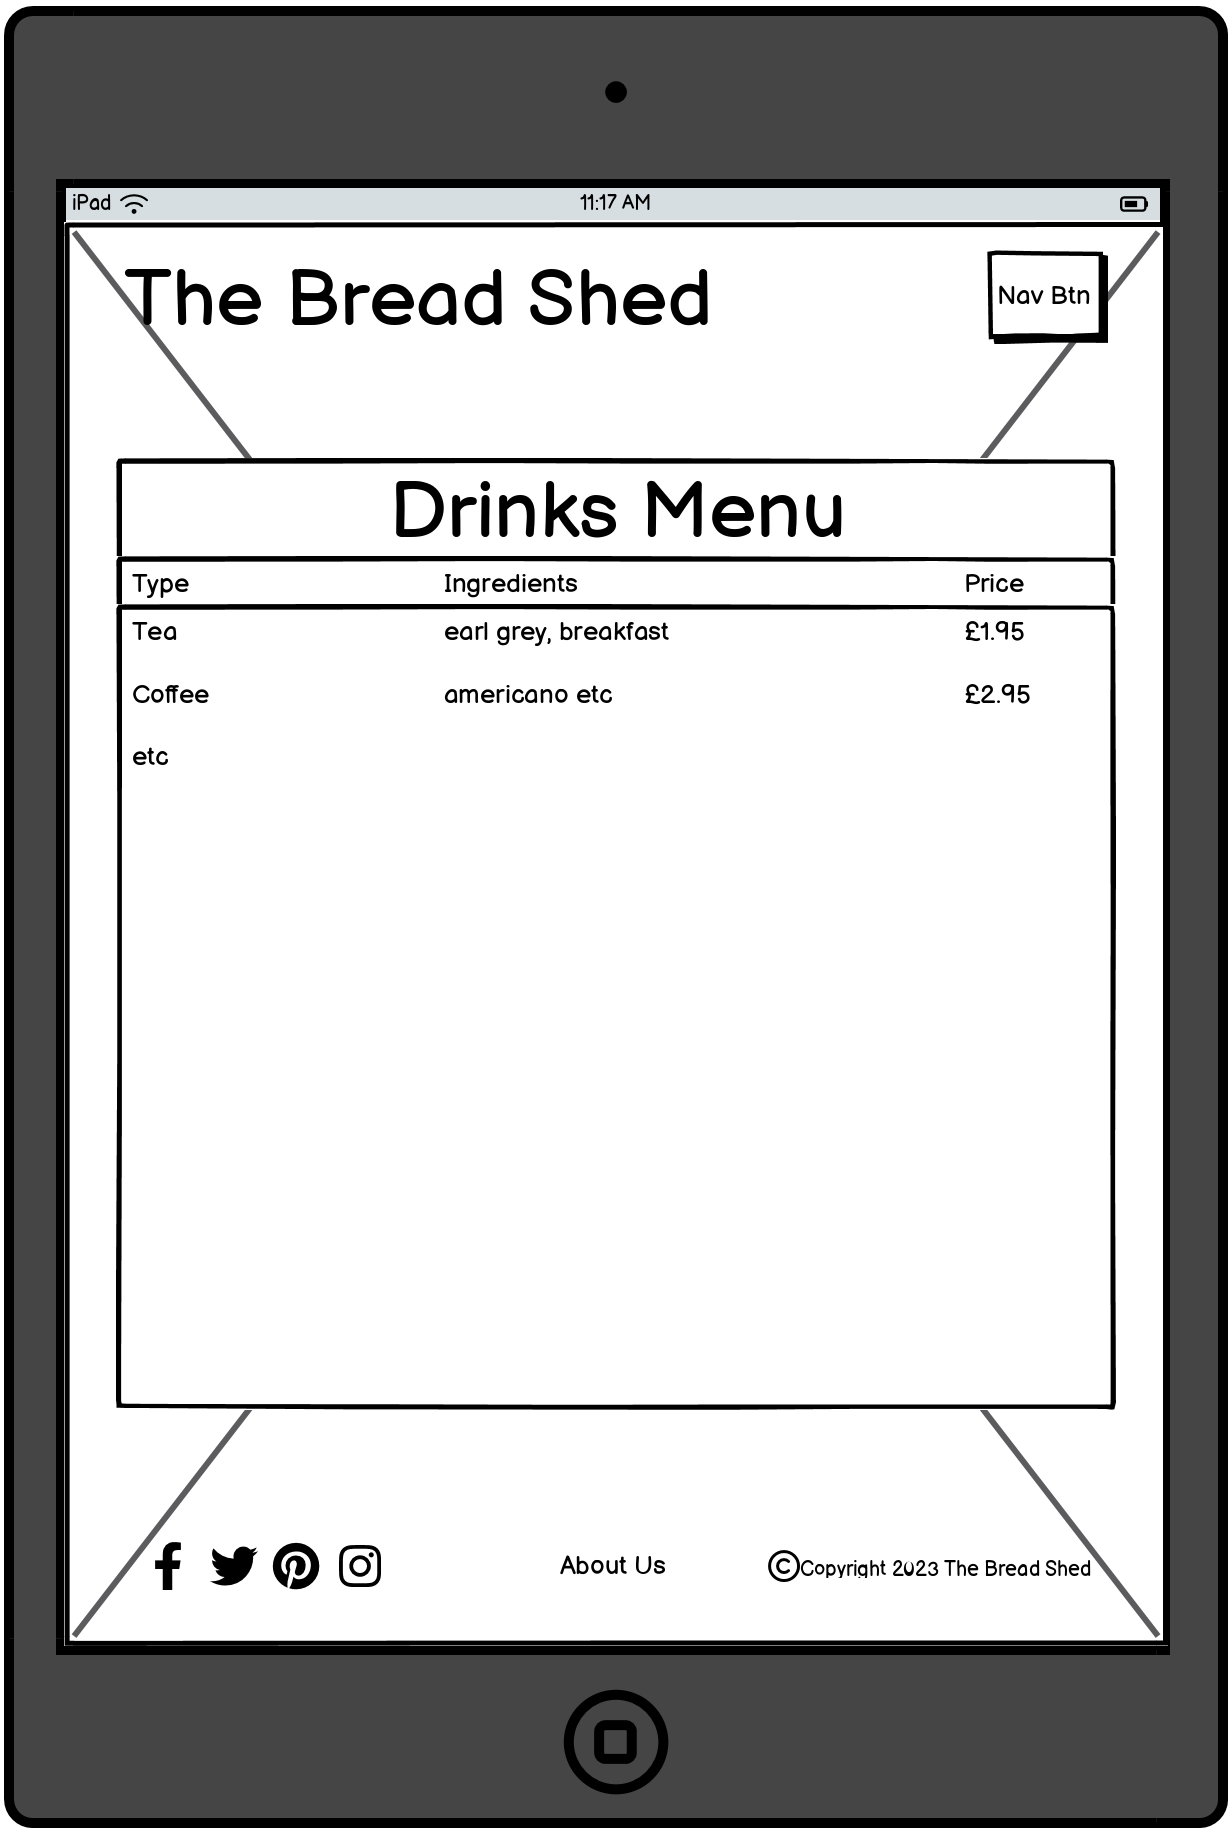 iPad 11:17 AM
The Bread Shed
Nav Btn
Drinks Menu
Type Ingredients Price
Tea earl grey, breakfast £1.95
Coffee americano etc £2.95
etc
About Us ©Copyright 2023 The Bread Shed